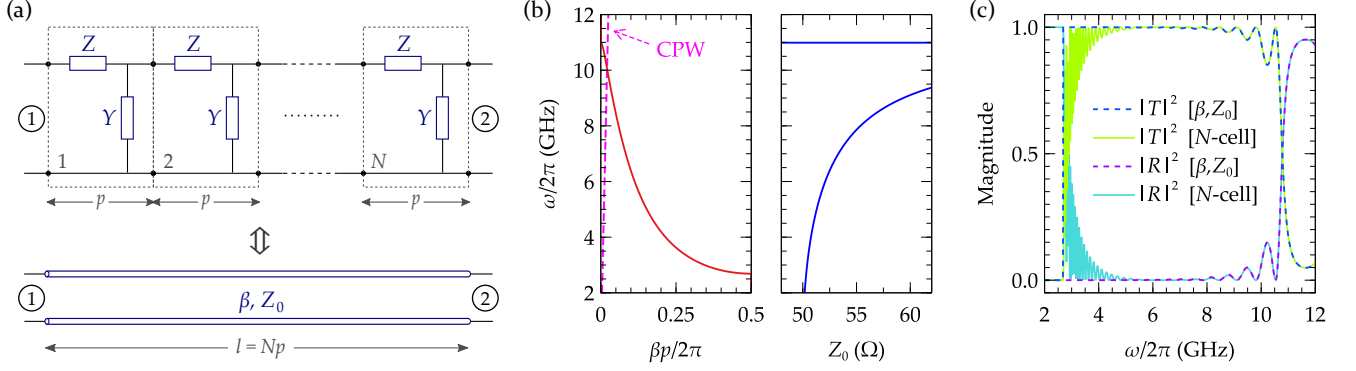 (a)
Z Z Z
Y Y Y
1 2
1 2 N
p p p
⇕
1 2
β, Z₀
l = Np
(b)
CPW
ω/2π (GHz)
12
10
8
6
4
2
0 0.25 0.5
βp/2π
50 55 60
Z₀ (Ω)
(c)
Magnitude
1.0
0.5
0.0
|T|² [β,Z₀]
|T|² [N-cell]
|R|² [β,Z₀]
|R|² [N-cell]
2 4 6 8 10 12
ω/2π (GHz)